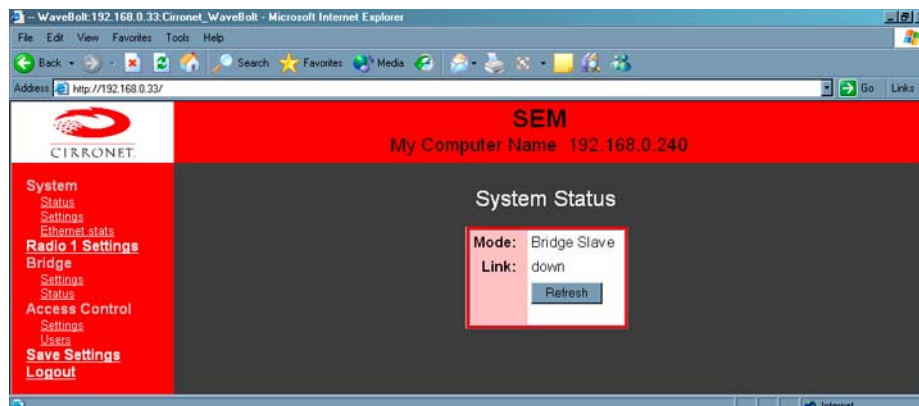 -- WaveBolt:192.168.0.33:Cirronet_WaveBolt - Microsoft Internet Explorer
File Edit View Favorites Tools Help
Back Search Favorites Media
Address http://192.168.0.33/ Go Links
CIRRONET.
SEM
My Computer Name 192.168.0.240
System
Status
Settings
Ethernet stats
Radio 1 Settings
Bridge
Settings
Status
Access Control
Settings
Users
Save Settings
Logout
System Status
Mode: Bridge Slave
Link: down
Refresh
Internet